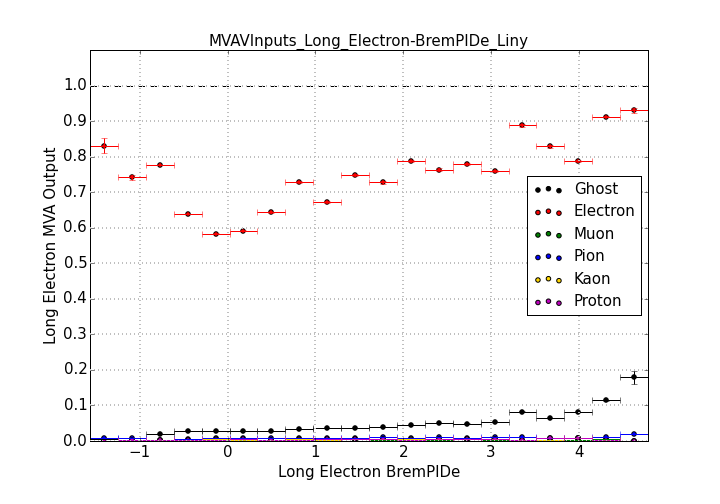 MVAVInputs_Long_Electron-BremPIDe_Liny
1.0
0.9
0.8
0.7
0.6
0.5
0.4
0.3
0.2
0.1
0.0
Long Electron MVA Output
Ghost
Electron
Muon
Pion
Kaon
Proton
−1 0 1 2 3 4
Long Electron BremPIDe